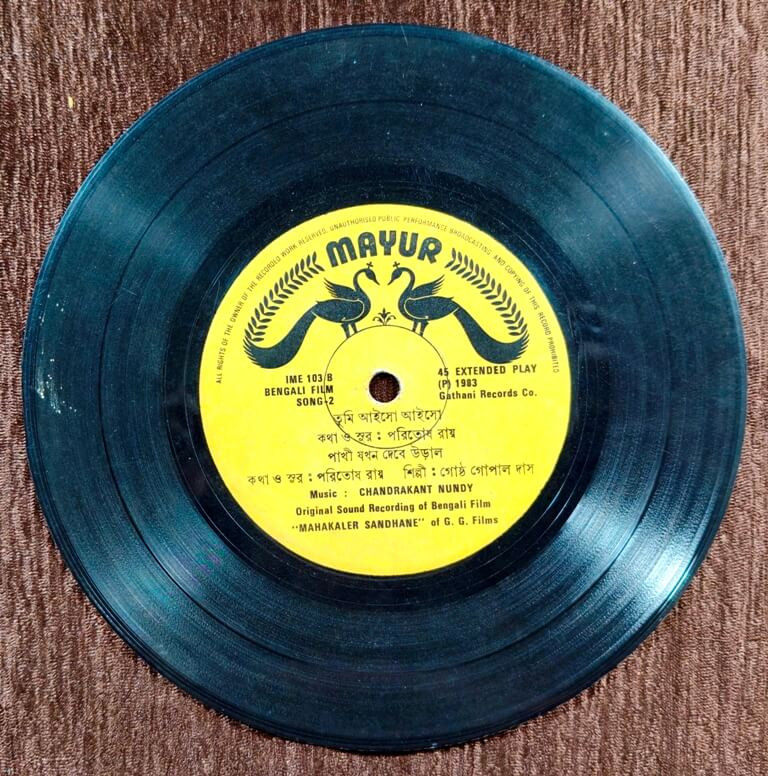 ALL RIGHTS OF THE OWNER OF THE RECORDED WORK RESERVED. UNAUTHORISED PUBLIC PERFORMANCE BROADCASTING AND COPYING OF THIS RECORD PROHIBITED
MAYUR
IME 103 B
BENGALI FILM
SONG-2
45 EXTENDED PLAY
(P) 1983
Gathani Records Co.
তুমি আইসো আইসো
কথা ও সুর : পরিতোষ রায়
পাখী যখন দেবে উড়াল
কথা ও সুর : পরিতোষ রায় শিল্পী : গোষ্ঠ গোপাল দাস
Music : CHANDRAKANT NUNDY
Original Sound Recording of Bengali Film
"MAHAKALER SANDHANE" of G. G. Films